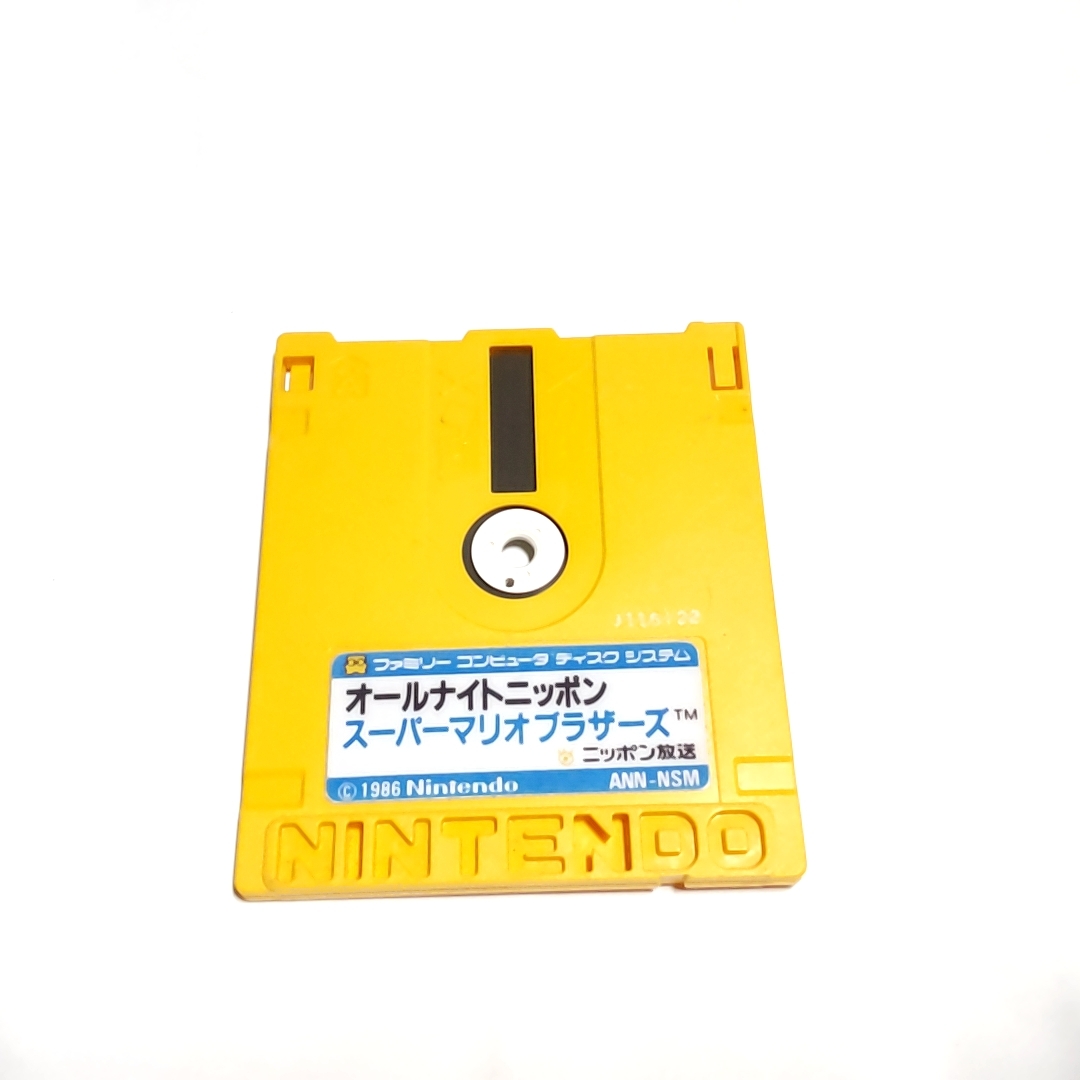 ファミリー コンピュータ ディスク システム
オールナイトニッポン
スーパーマリオブラザーズ™
ニッポン放送
© 1986 Nintendo ANN-NSM
NINTENDO